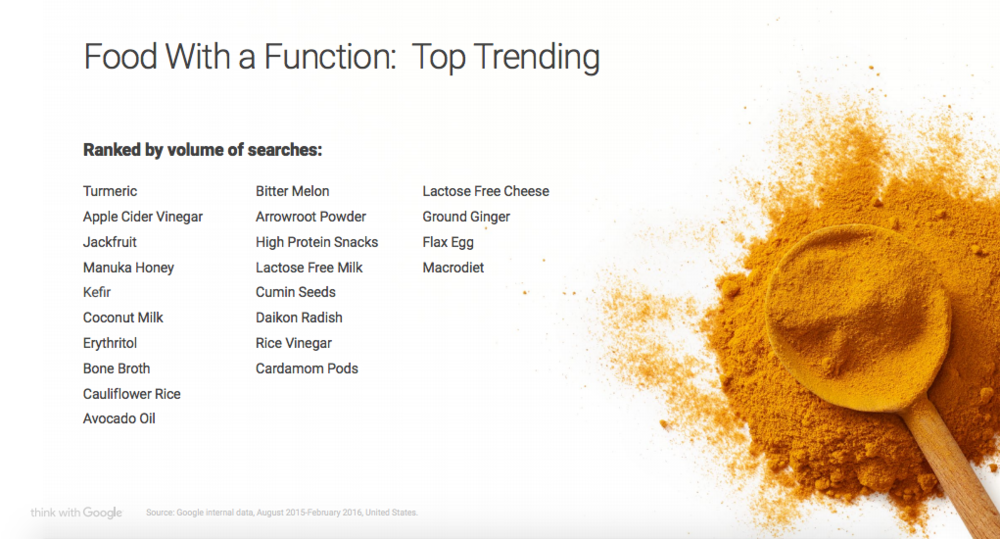 Food With a Function: Top Trending
Ranked by volume of searches:
Turmeric
Apple Cider Vinegar
Jackfruit
Manuka Honey
Kefir
Coconut Milk
Erythritol
Bone Broth
Cauliflower Rice
Avocado Oil
Bitter Melon
Arrowroot Powder
High Protein Snacks
Lactose Free Milk
Cumin Seeds
Daikon Radish
Rice Vinegar
Cardamom Pods
Lactose Free Cheese
Ground Ginger
Flax Egg
Macrodiet
think with Google
Source: Google internal data, August 2015-February 2016, United States.